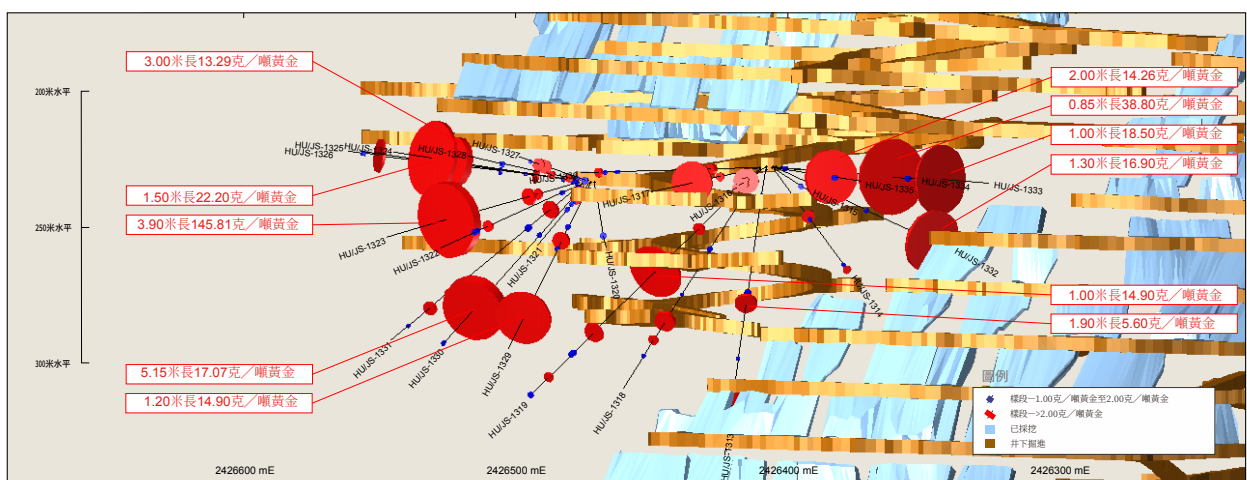 3.00米長13.29克／噸黃金
1.50米長22.20克／噸黃金
3.90米長145.81克／噸黃金
5.15米長17.07克／噸黃金
1.20米長14.90克／噸黃金
2.00米長14.26克／噸黃金
0.85米長38.80克／噸黃金
1.00米長18.50克／噸黃金
1.30米長16.90克／噸黃金
1.00米長14.90克／噸黃金
1.90米長5.60克／噸黃金
200米水平
250米水平
300米水平
HU/JS-1325
HU/JS-1326
HU/JS-1324
HU/JS-1328
HU/JS-1327
HU/JS-1323
HU/JS-1322
HU/JS-1321
HU/JS-1320
HU/JS-1317
HU/JS-1316
HU/JS-1315
HU/JS-1335
HU/JS-1334
HU/JS-1333
HU/JS-1332
HU/JS-1314
HU/JS-1331
HU/JS-1330
HU/JS-1329
HU/JS-1319
HU/JS-1318
HU/JS-1313
圖例
樣段－1.00克／噸黃金至2.00克／噸黃金
樣段－>2.00克／噸黃金
已採挖
井下掘進
2426600 mE
2426500 mE
2426400 mE
2426300 mE